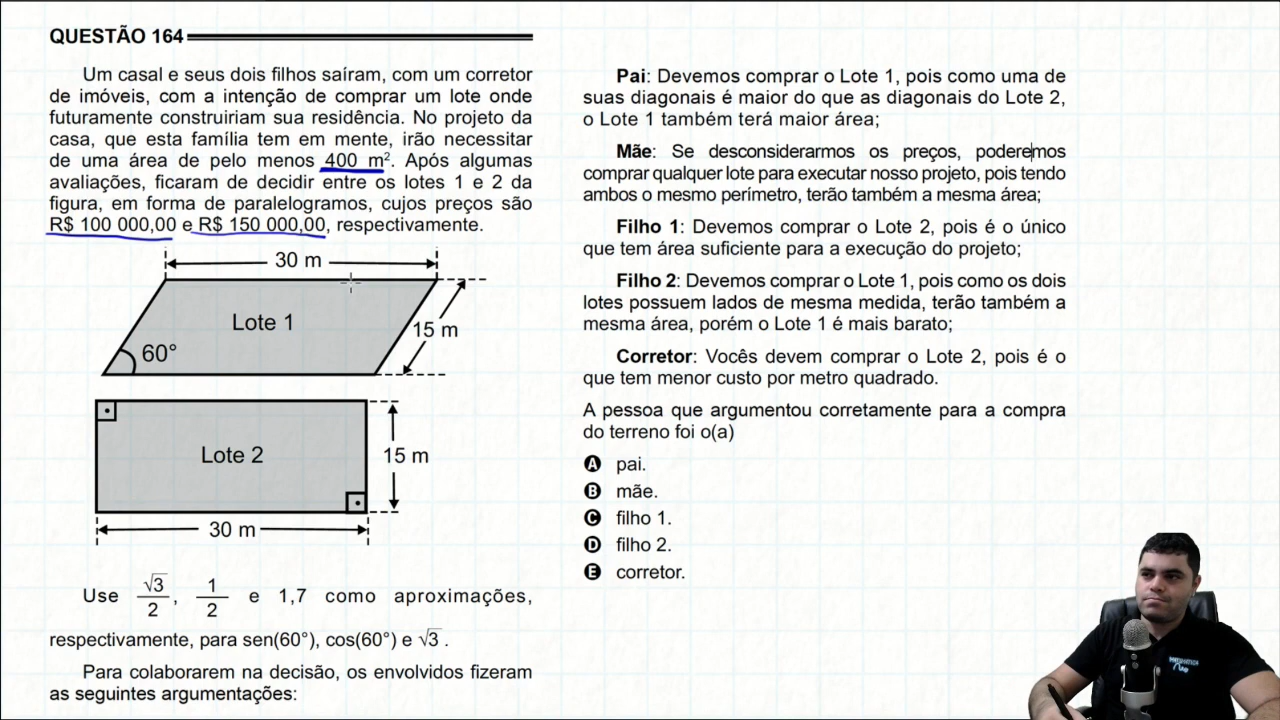 QUESTÃO 164
Um casal e seus dois filhos saíram, com um corretor
de imóveis, com a intenção de comprar um lote onde
futuramente construiriam sua residência. No projeto da
casa, que esta família tem em mente, irão necessitar
de uma área de pelo menos 400 m². Após algumas
avaliações, ficaram de decidir entre os lotes 1 e 2 da
figura, em forma de paralelogramos, cujos preços são
R$ 100 000,00 e R$ 150 000,00, respectivamente.
30 m
Lote 1
15 m
60°
Lote 2
15 m
30 m
Use √3/2, 1/2 e 1,7 como aproximações,
respectivamente, para sen(60°), cos(60°) e √3.
Para colaborarem na decisão, os envolvidos fizeram
as seguintes argumentações:
Pai: Devemos comprar o Lote 1, pois como uma de
suas diagonais é maior do que as diagonais do Lote 2,
o Lote 1 também terá maior área;
Mãe: Se desconsiderarmos os preços, poderemos
comprar qualquer lote para executar nosso projeto, pois tendo
ambos o mesmo perímetro, terão também a mesma área;
Filho 1: Devemos comprar o Lote 2, pois é o único
que tem área suficiente para a execução do projeto;
Filho 2: Devemos comprar o Lote 1, pois como os dois
lotes possuem lados de mesma medida, terão também a
mesma área, porém o Lote 1 é mais barato;
Corretor: Vocês devem comprar o Lote 2, pois é o
que tem menor custo por metro quadrado.
A pessoa que argumentou corretamente para a compra
do terreno foi o(a)
A pai.
B mãe.
C filho 1.
D filho 2.
E corretor.